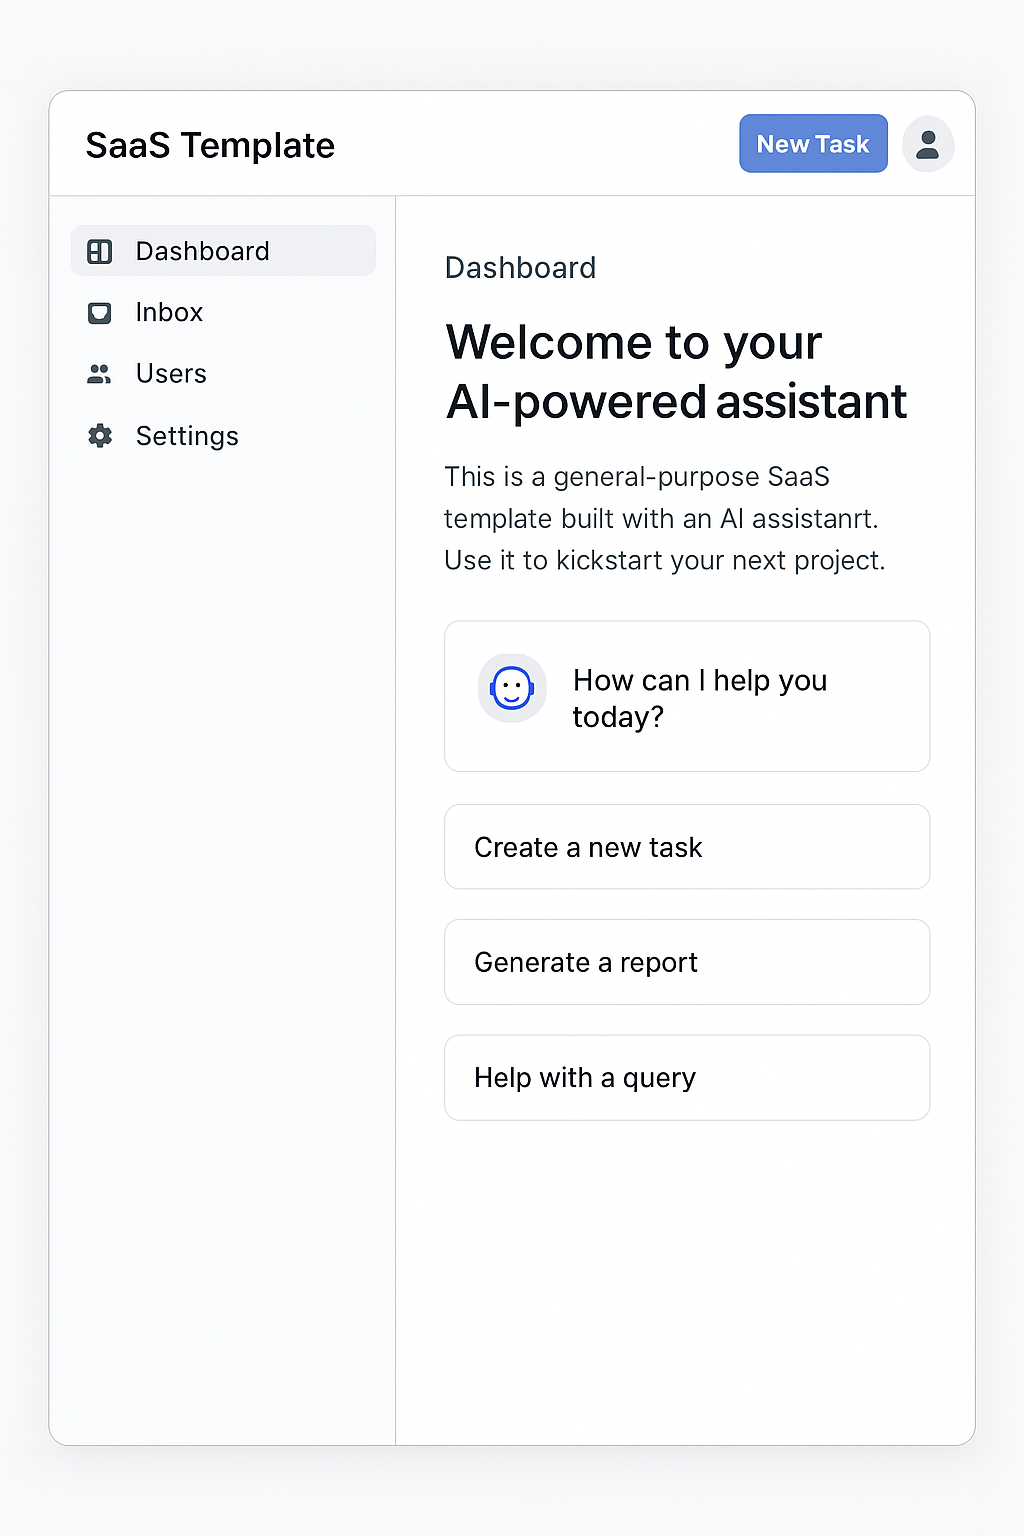 SaaS Template
New Task
Dashboard
Inbox
Users
Settings
Dashboard
Welcome to your
AI-powered assistant
This is a general-purpose SaaS
template built with an AI assistanrt.
Use it to kickstart your next project.
How can I help you
today?
Create a new task
Generate a report
Help with a query